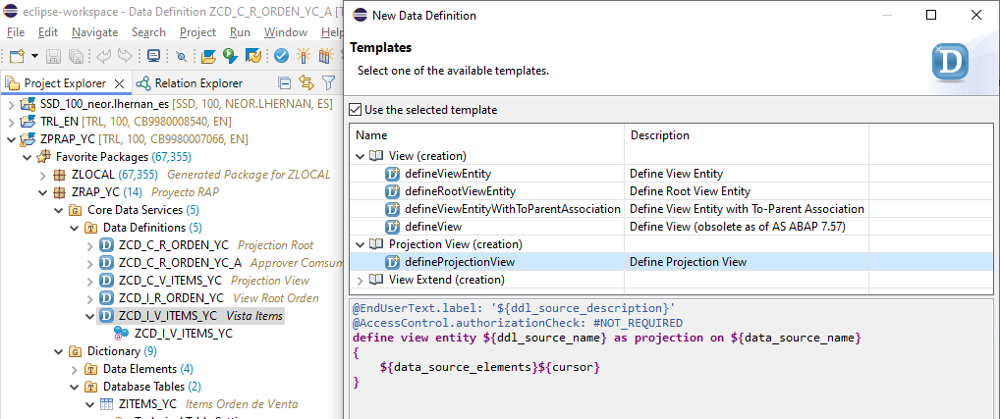 eclipse-workspace - Data Definition ZCD_C_R_ORDEN_YC_A [T
File Edit Navigate Search Project Run Window Help
Project Explorer
Relation Explorer
SSD_100_neor.lhernan_es [SSD, 100, NEOR.LHERNAN, ES]
TRL_EN [TRL, 100, CB9980008540, EN]
ZPRAP_YC [TRL, 100, CB9980007066, EN]
Favorite Packages (67,355)
ZLOCAL (67,355) Generated Package for ZLOCAL
ZRAP_YC (14) Proyecto RAP
Core Data Services (5)
Data Definitions (5)
ZCD_C_R_ORDEN_YC Projection Root
ZCD_C_R_ORDEN_YC_A Approver Comsum
ZCD_C_V_ITEMS_YC Projection View
ZCD_I_R_ORDEN_YC View Root Orden
ZCD_I_V_ITEMS_YC Vista Items
ZCD_I_V_ITEMS_YC
Dictionary (9)
Data Elements (4)
Database Tables (2)
ZITEMS_YC Items Orden de Venta
New Data Definition
Templates
Select one of the available templates.
D
Use the selected template
Name Description
View (creation)
defineViewEntity Define View Entity
defineRootViewEntity Define Root View Entity
defineViewEntityWithToParentAssociation Define View Entity with To-Parent Association
defineView Define View (obsolete as of AS ABAP 7.57)
Projection View (creation)
defineProjectionView Define Projection View
View Extend (creation)
@EndUserText.label: '${ddl_source_description}'
@AccessControl.authorizationCheck: #NOT_REQUIRED
define view entity ${ddl_source_name} as projection on ${data_source_name}
{
${data_source_elements}${cursor}
}